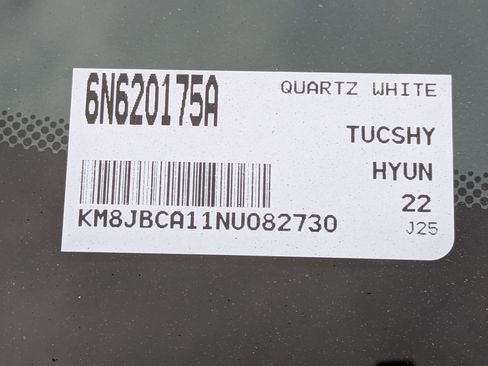 6N620175A
QUARTZ WHITE
TUCSHY
HYUN
KM8JBCA11NU082730
22
J25